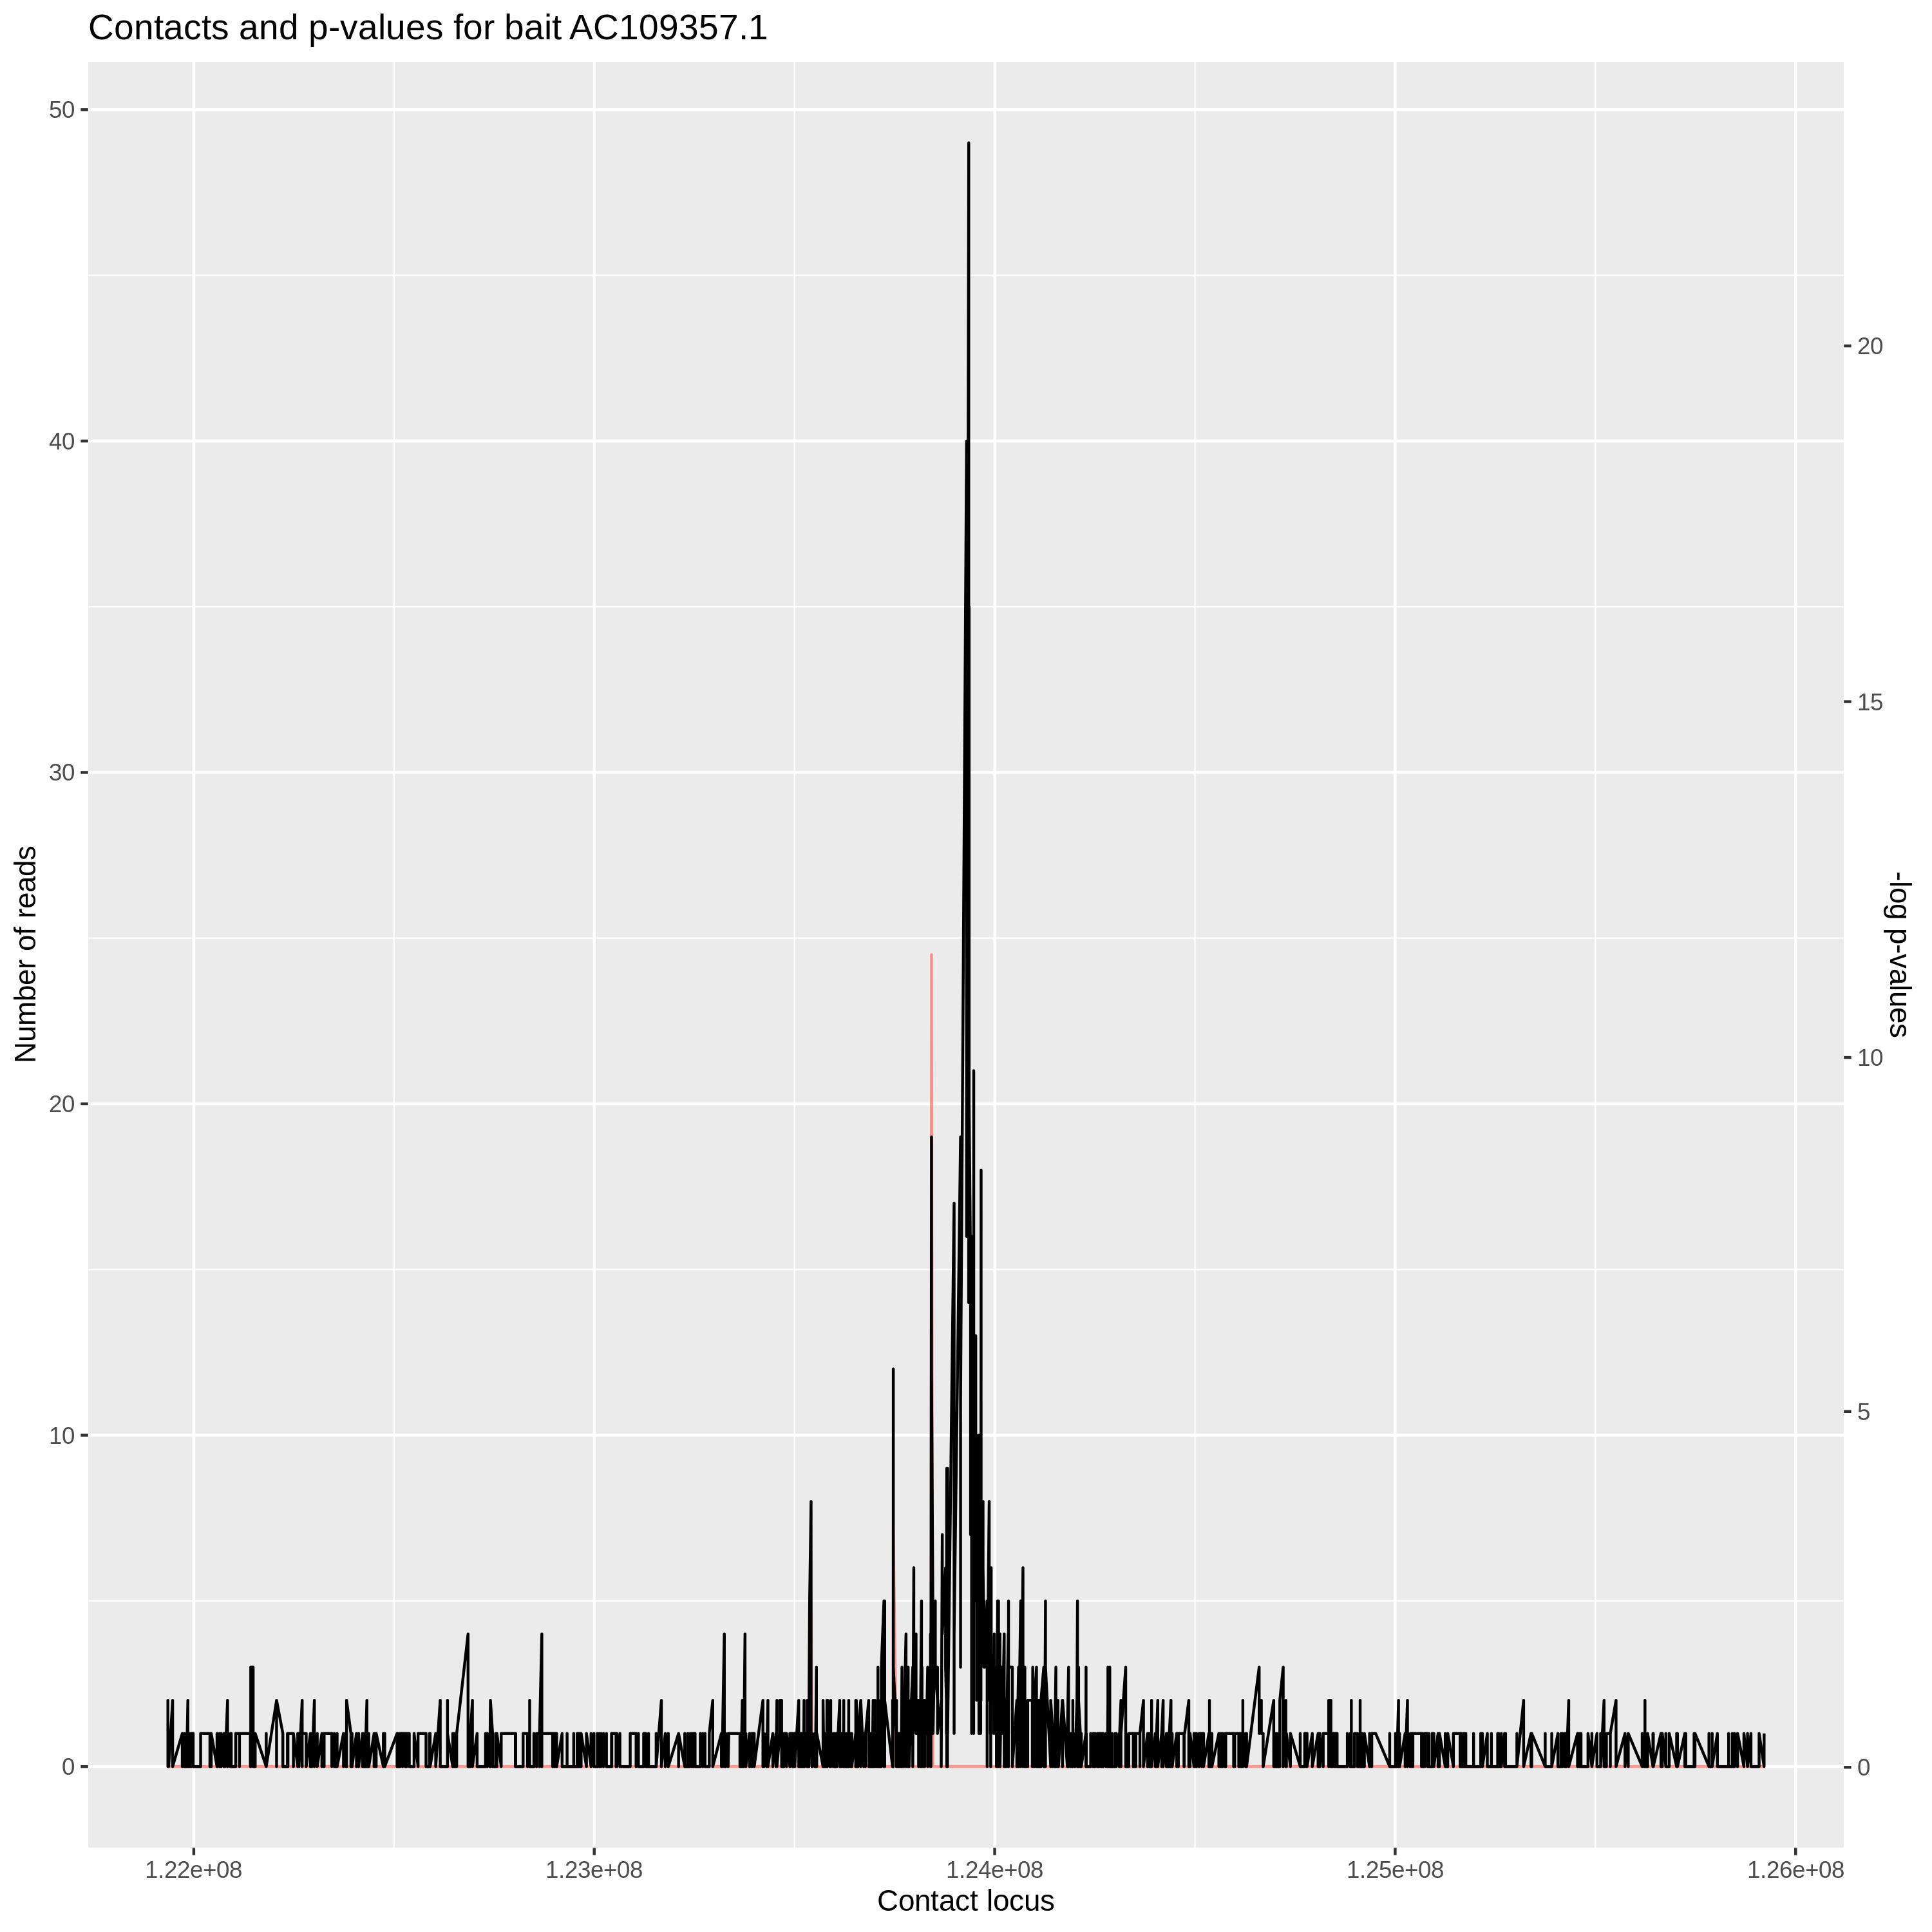 Contacts and p-values for bait AC109357.1
50
40
30
20
10
0
Number of reads
20
15
10
5
0
-log p-values
1.22e+08 1.23e+08 1.24e+08 1.25e+08 1.26e+08
Contact locus